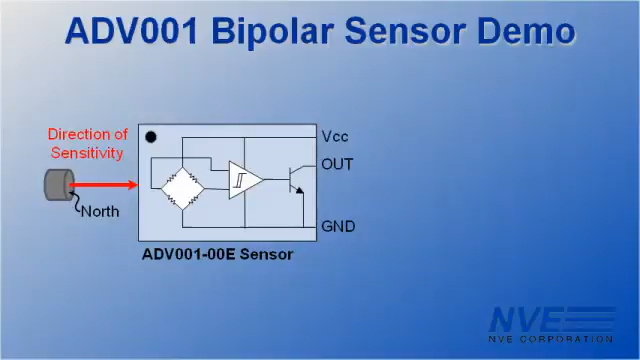 ADV001 Bipolar Sensor Demo
Direction of
Sensitivity
North
Vcc
OUT
GND
ADV001-00E Sensor
NVE
NVE CORPORATION